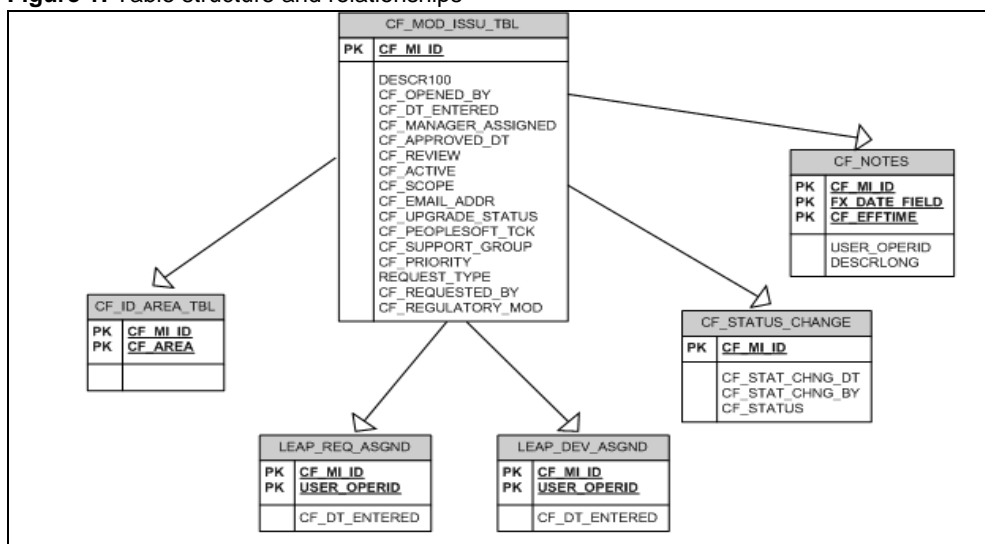 Figure 1. Table structure and relationships
CF_MOD_ISSU_TBL
PK CF_MI_ID
DESCR100
CF_OPENED_BY
CF_DT_ENTERED
CF_MANAGER_ASSIGNED
CF_APPROVED_DT
CF_REVIEW
CF_ACTIVE
CF_SCOPE
CF_EMAIL_ADDR
CF_UPGRADE_STATUS
CF_PEOPLESOFT_TCK
CF_SUPPORT_GROUP
CF_PRIORITY
REQUEST_TYPE
CF_REQUESTED_BY
CF_REGULATORY_MOD
CF_NOTES
PK CF_MI_ID
PK FX_DATE_FIELD
PK CF_EFFTIME
USER_OPERID
DESCRLONG
CF_ID_AREA_TBL
PK CF_MI_ID
PK CF_AREA
CF_STATUS_CHANGE
PK CF_MI_ID
CF_STAT_CHNG_DT
CF_STAT_CHNG_BY
CF_STATUS
LEAP_REQ_ASGND
PK CF_MI_ID
PK USER_OPERID
CF_DT_ENTERED
LEAP_DEV_ASGND
PK CF_MI_ID
PK USER_OPERID
CF_DT_ENTERED